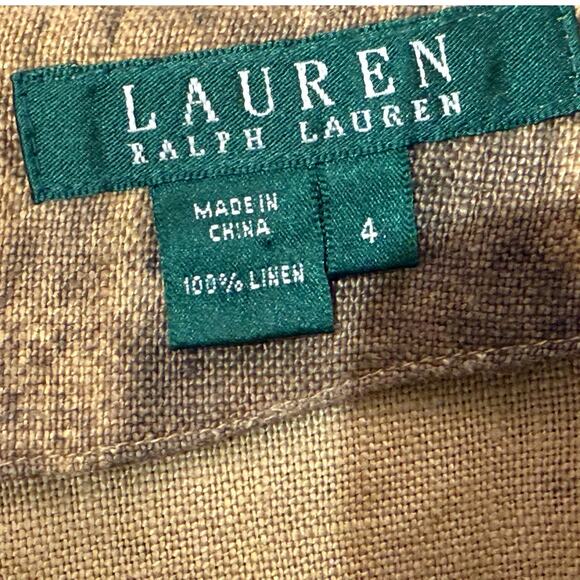 LAUREN
RALPH LAUREN
MADE IN
CHINA
4
100% LINEN